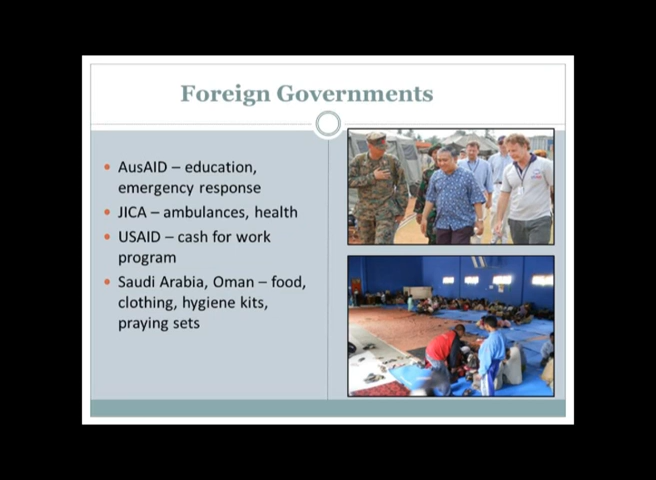 Foreign Governments
AusAID – education,
emergency response
JICA – ambulances, health
USAID – cash for work
program
Saudi Arabia, Oman – food,
clothing, hygiene kits,
praying sets